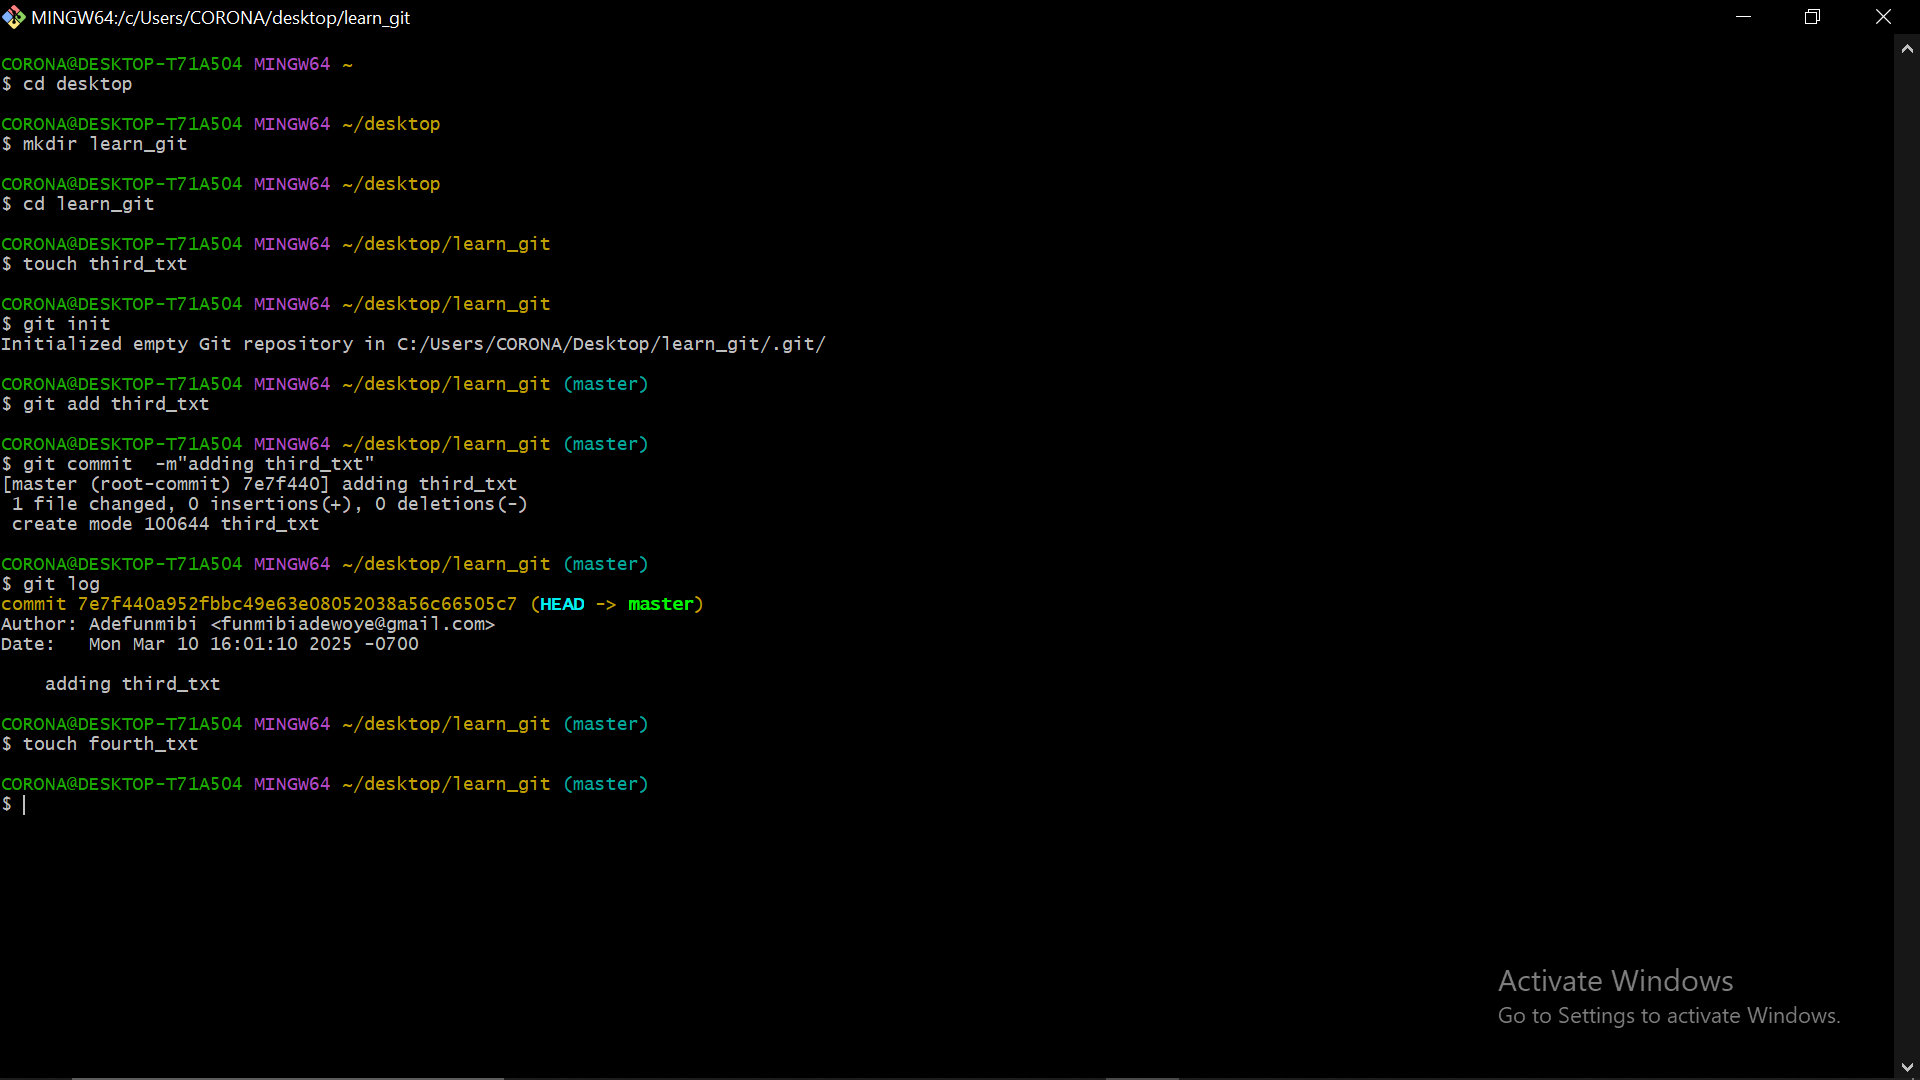 MINGW64:/c/Users/CORONA/desktop/learn_git
CORONA@DESKTOP-T71A504 MINGW64 ~
$ cd desktop
CORONA@DESKTOP-T71A504 MINGW64 ~/desktop
$ mkdir learn_git
CORONA@DESKTOP-T71A504 MINGW64 ~/desktop
$ cd learn_git
CORONA@DESKTOP-T71A504 MINGW64 ~/desktop/learn_git
$ touch third_txt
CORONA@DESKTOP-T71A504 MINGW64 ~/desktop/learn_git
$ git init
Initialized empty Git repository in C:/Users/CORONA/Desktop/learn_git/.git/
CORONA@DESKTOP-T71A504 MINGW64 ~/desktop/learn_git (master)
$ git add third_txt
CORONA@DESKTOP-T71A504 MINGW64 ~/desktop/learn_git (master)
$ git commit  -m"adding third_txt"
[master (root-commit) 7e7f440] adding third_txt
 1 file changed, 0 insertions(+), 0 deletions(-)
 create mode 100644 third_txt
CORONA@DESKTOP-T71A504 MINGW64 ~/desktop/learn_git (master)
$ git log
commit 7e7f440a952fbbc49e63e08052038a56c66505c7 (HEAD -> master)
Author: Adefunmibi <funmibiadewoye@gmail.com>
Date:   Mon Mar 10 16:01:10 2025 -0700
    adding third_txt
CORONA@DESKTOP-T71A504 MINGW64 ~/desktop/learn_git (master)
$ touch fourth_txt
CORONA@DESKTOP-T71A504 MINGW64 ~/desktop/learn_git (master)
$
Activate Windows
Go to Settings to activate Windows.